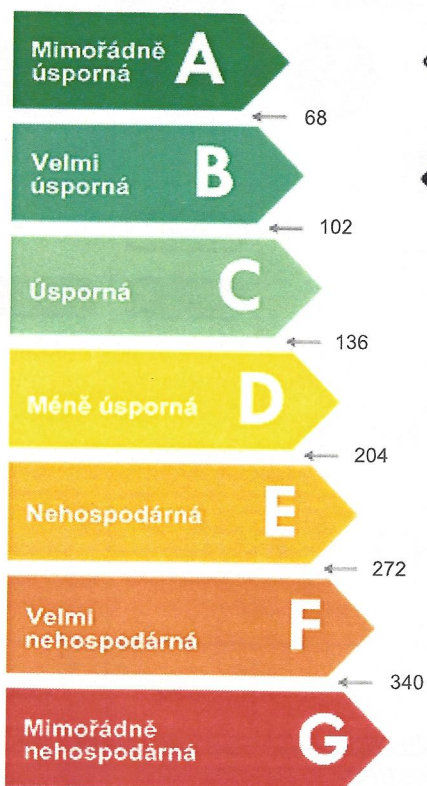 Mimořádně
úsporná A
68
Velmi
úsporná B
102
Úsporná C
136
Méně úsporná D
204
Nehospodárná E
272
Velmi
nehospodárná F
340
Mimořádně
nehospodárná G